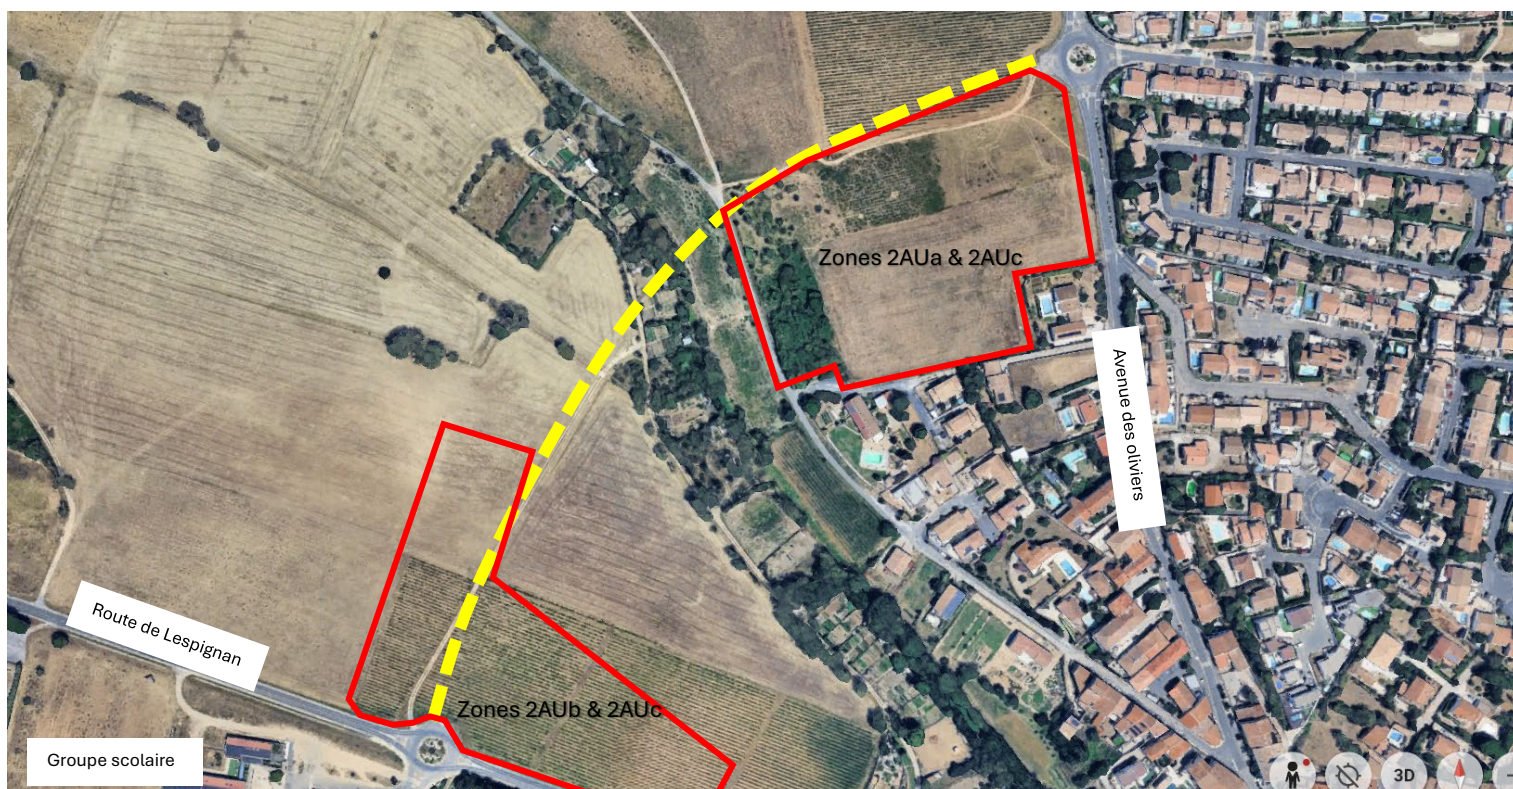 Zones 2AUa & 2AUc
Avenue des oliviers
Route de Lespignan
Zones 2AUb & 2AUc
Groupe scolaire
3D